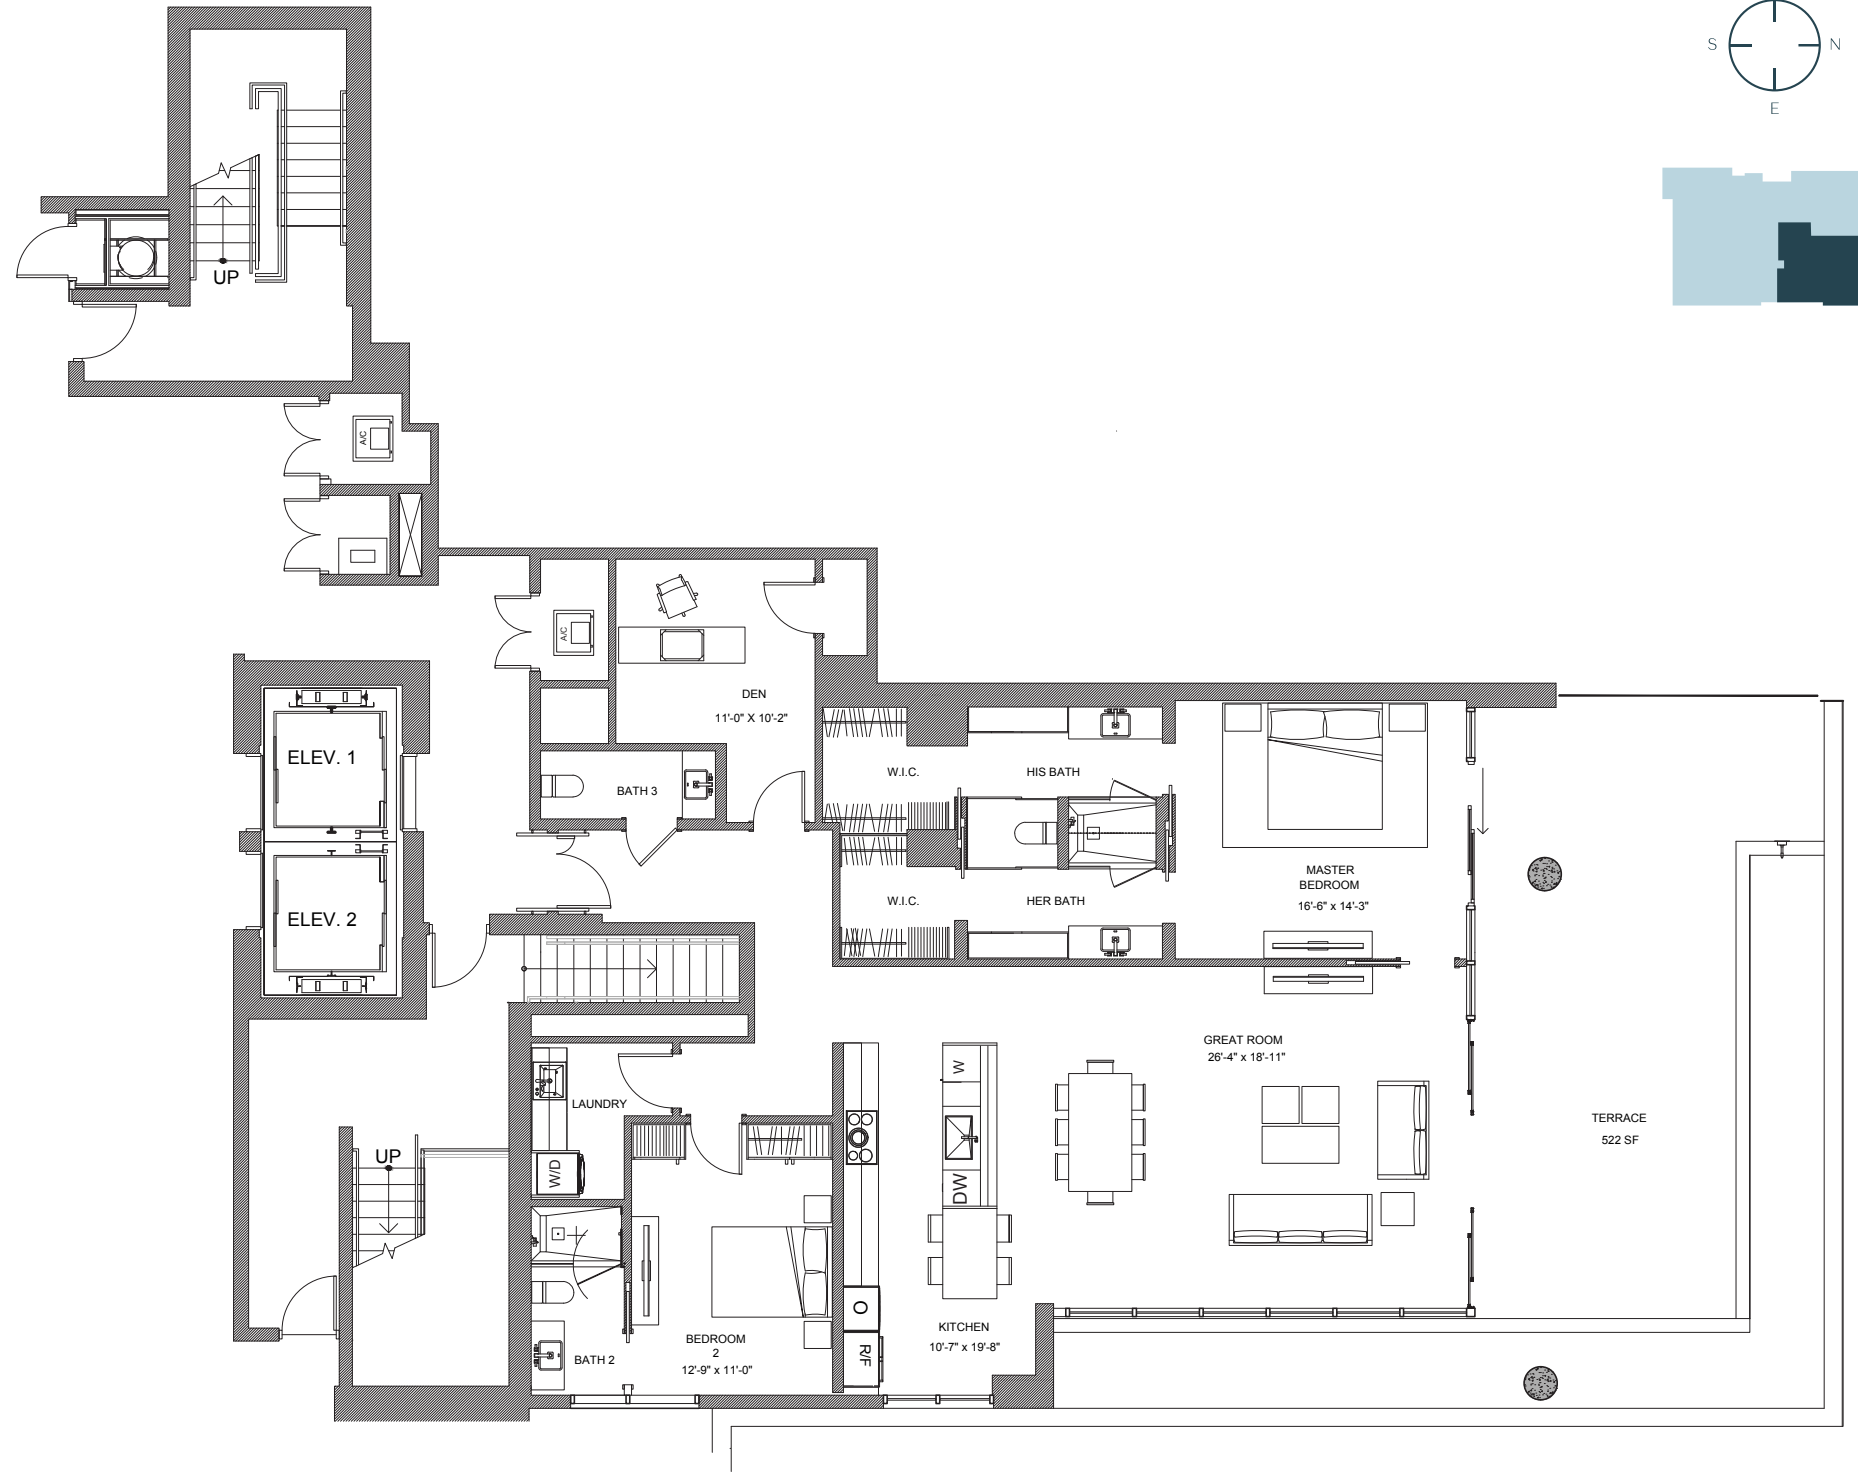 S
N
E
UP
A/C
A/C
DEN
11'-0" X 10'-2"
ELEV. 1
W.I.C.
HIS BATH
BATH 3
MASTER
BEDROOM
16'-6" x 14'-3"
ELEV. 2
W.I.C.
HER BATH
GREAT ROOM
26'-4" x 18'-11"
W
LAUNDRY
TERRACE
522 SF
UP
W/D
DW
O
KITCHEN
10'-7" x 19'-8"
R/F
BEDROOM
2
12'-9" x 11'-0"
BATH 2